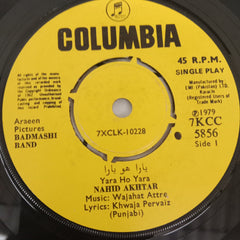 COLUMBIA
45 R.P.M.
SINGLE PLAY
Manufactured by
EMI (Pakistan) Ltd.
Karachi
(Registered Users
of Trade Mark)
Araeen
Pictures
BADMASHI
BAND
7XCLK-10228
Ⓟ1979
7KCC
5856
Side 1
یارا ھو یارا
Yara Ho Yara
NAHID AKHTAR
Music: Wajahat Attre
Lyrics: Khwaja Pervaiz
(Punjabi)